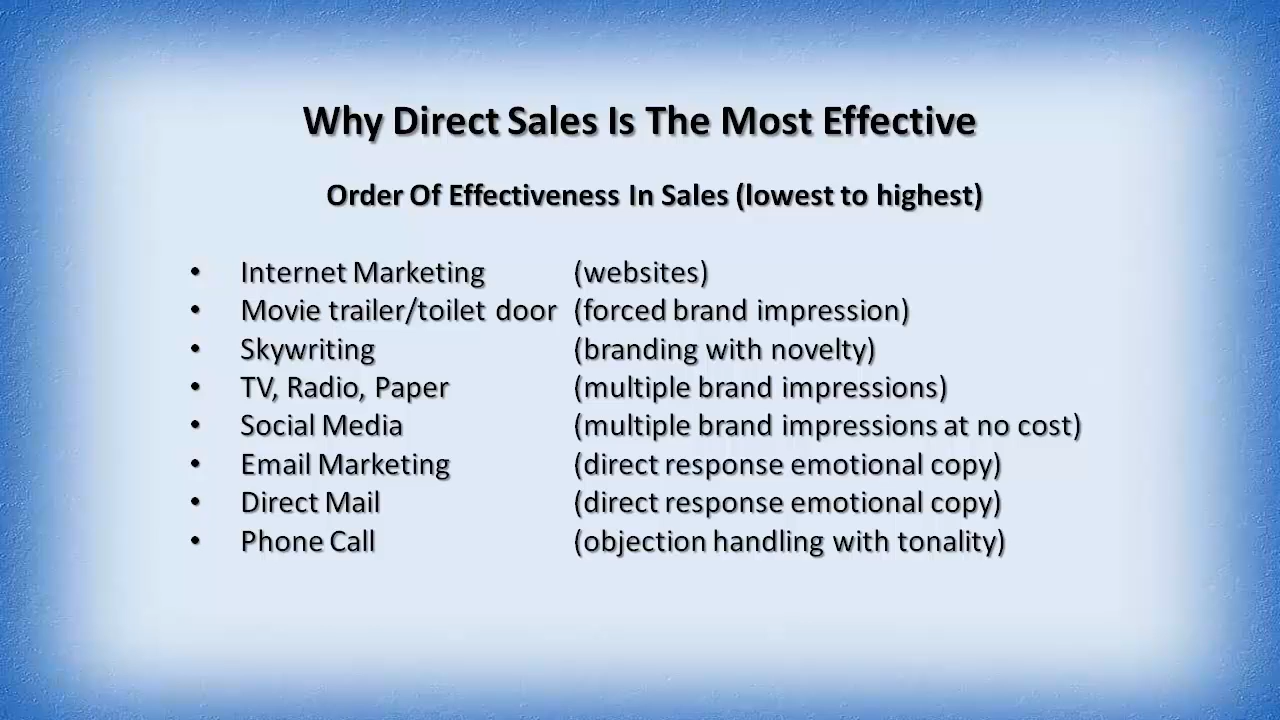 Why Direct Sales Is The Most Effective
Order Of Effectiveness In Sales (lowest to highest)
• Internet Marketing (websites)
• Movie trailer/toilet door (forced brand impression)
• Skywriting (branding with novelty)
• TV, Radio, Paper (multiple brand impressions)
• Social Media (multiple brand impressions at no cost)
• Email Marketing (direct response emotional copy)
• Direct Mail (direct response emotional copy)
• Phone Call (objection handling with tonality)